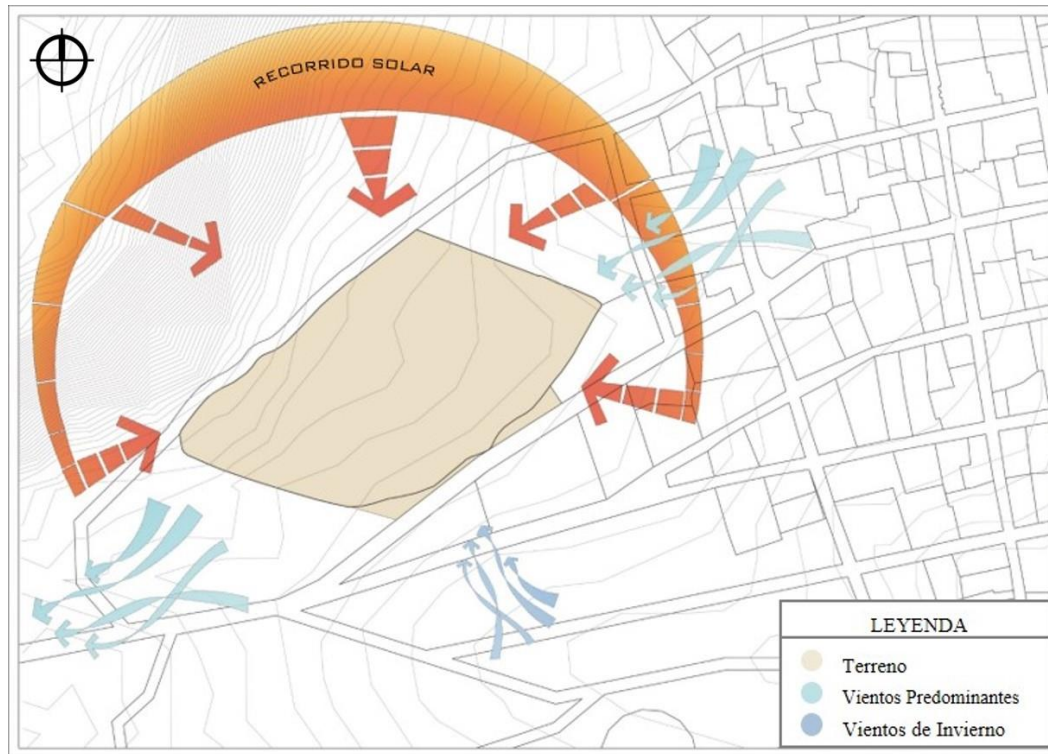 RECORRIDO SOLAR
LEYENDA
Terreno
Vientos Predominantes
Vientos de Invierno